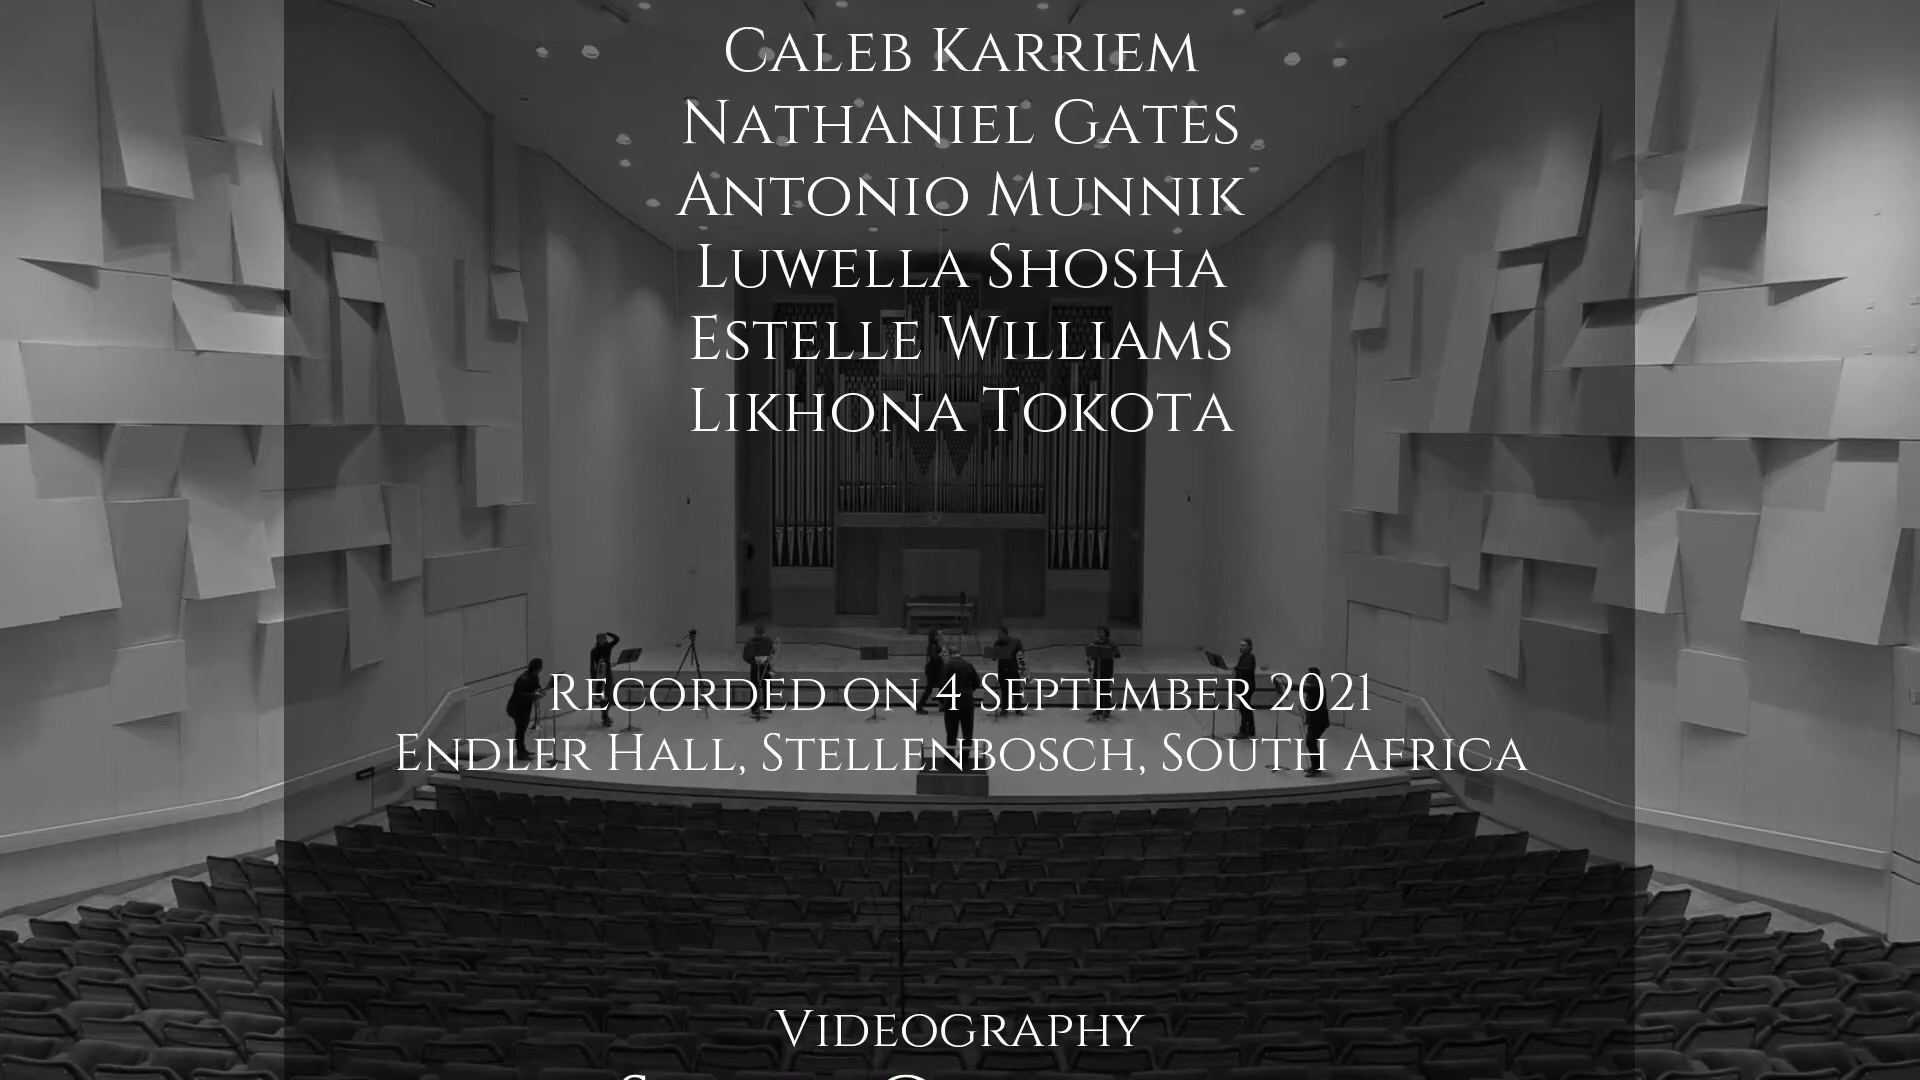 Caleb Karriem
Nathaniel Gates
Antonio Munnik
Luwella Shosha
Estelle Williams
Likhona Tokota
Recorded on 4 September 2021
Endler Hall, Stellenbosch, South Africa
Videography